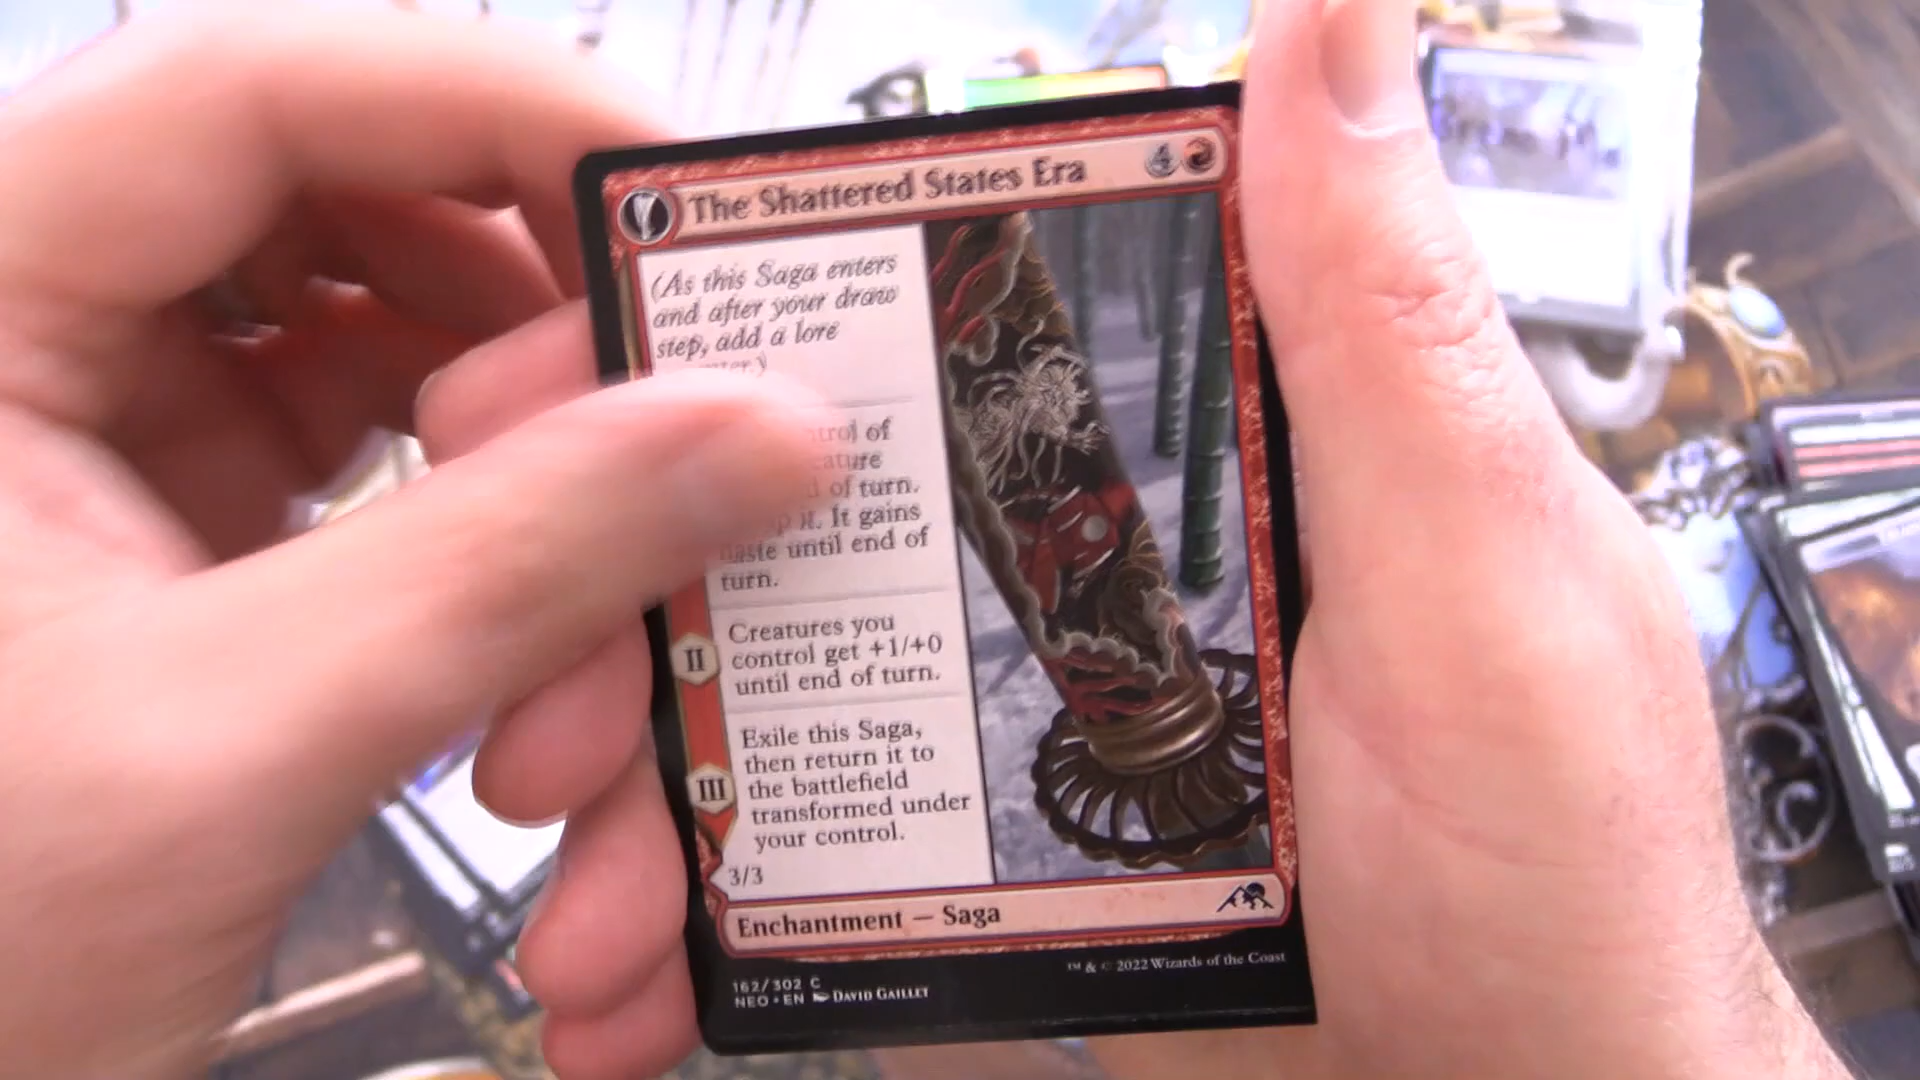 The Shattered States Era 4
(As this Saga enters
and after your draw
step, add a lore
of
of turn.
it. It gains
haste until end of
turn.
II
Creatures you
control get +1/+0
until end of turn.
III
Exile this Saga,
then return it to
the battlefield
transformed under
your control.
3/3
Enchantment — Saga
162/302 C
NEO • EN DAVID GAILLET
™ & © 2022 Wizards of the Coast